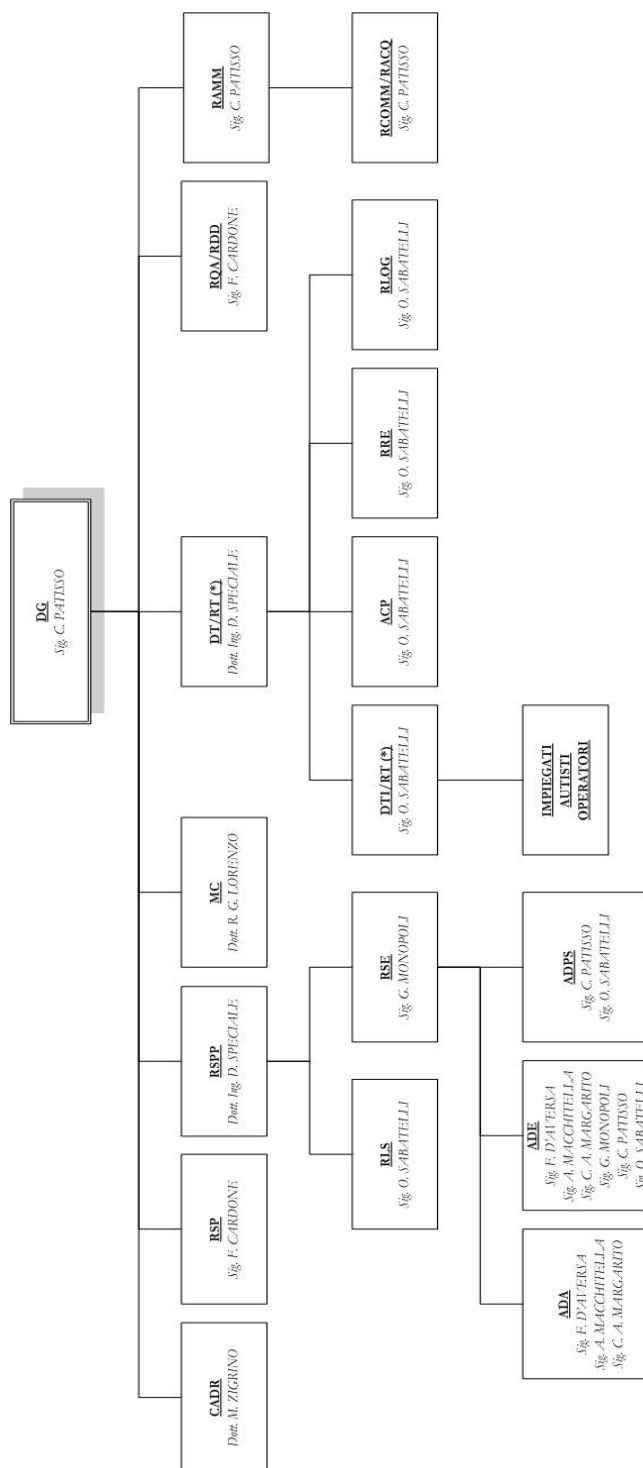 DG
Sig. C. PATISSO
CADR
Dott. M. ZIGRINO
RSP
Sig. F. CARDONE
RSPP
Dott. Ing. D. SPECIALE
MC
Dott. R. G. LORENZO
DT/RT (*)
Dott. Ing. D. SPECIALE
RQA/RDD
Sig. F. CARDONE
RAMM
Sig. C. PATISSO
RLS
Sig. O. SABATELLI
RSE
Sig. G. MONOPOLI
DTI/RT (*)
Sig. O. SABATELLI
ACP
Sig. O. SABATELLI
RRE
Sig. O. SABATELLI
RLOG
Sig. O. SABATELLI
RCOMM/RACQ
Sig. C. PATISSO
ADA
Sig. F. D'AVERSA
Sig. A. MACCHITELLA
Sig. C. A. MARGARITO
ADE
Sig. F. D'AVERSA
Sig. A. MACCHITELLA
Sig. C. A. MARGARITO
Sig. G. MONOPOLI
Sig. C. PATISSO
Sig. O. SABATELLI
ADPS
Sig. C. PATISSO
Sig. O. SABATELLI
IMPIEGATI
AUTISTI
OPERATORI